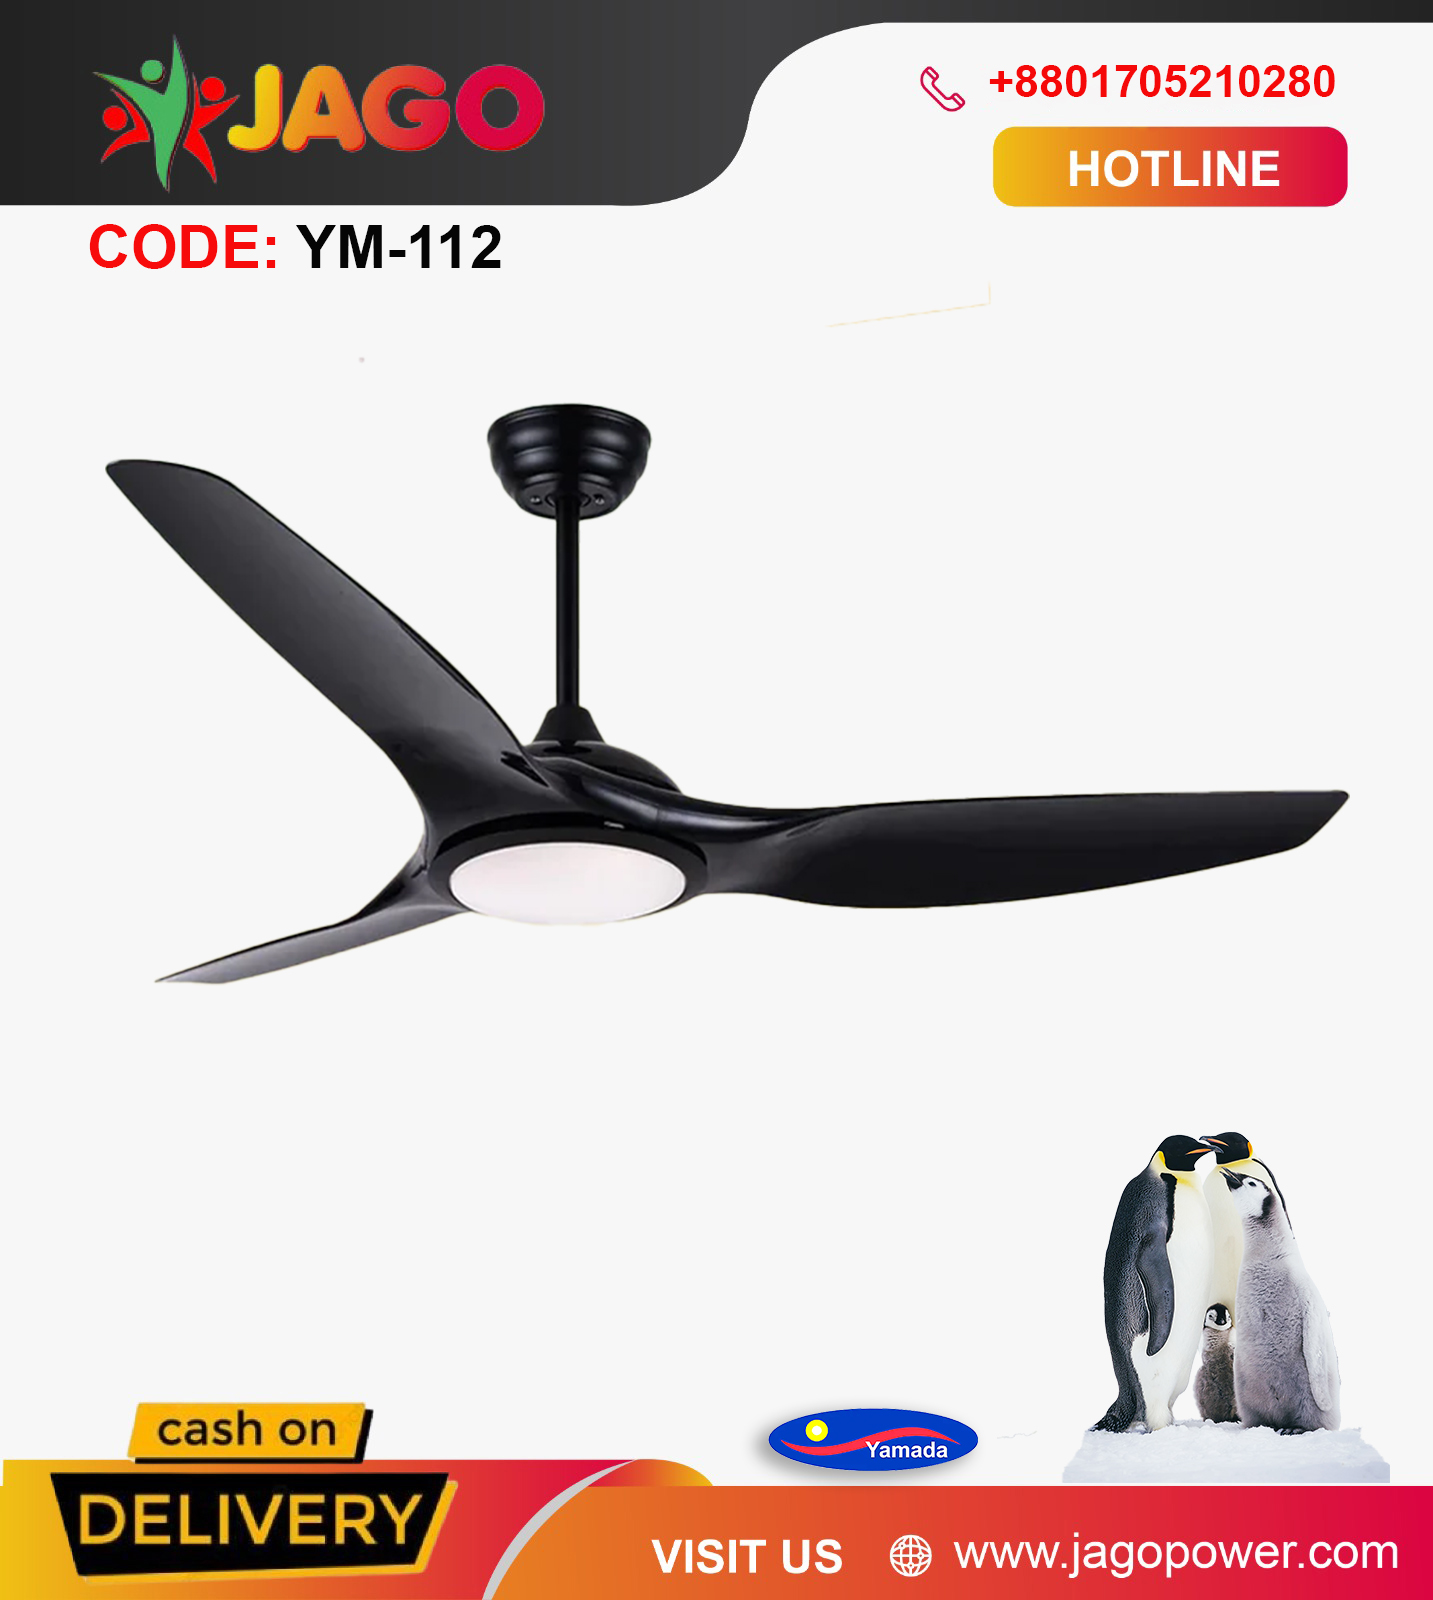 JAGO
+8801705210280
HOTLINE
CODE: YM-112
cash on
DELIVERY
Yamada
VISIT US
www.jagopower.com